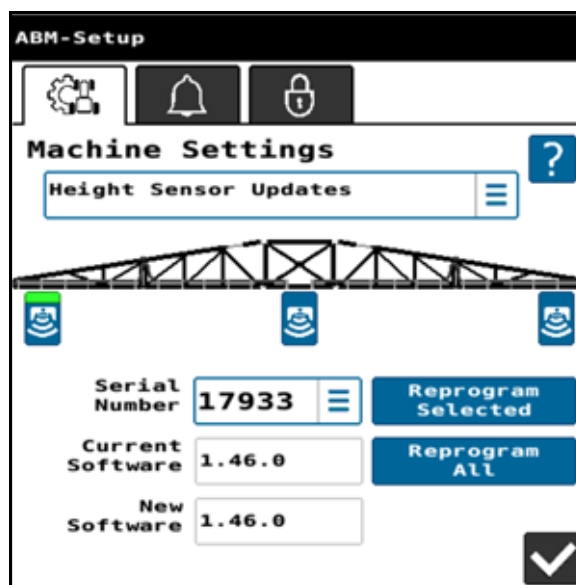 ABM-Setup
Machine Settings
?
Height Sensor Updates
Serial
Number
17933
Reprogram
Selected
Current
Software
1.46.0
Reprogram
All
New
Software
1.46.0